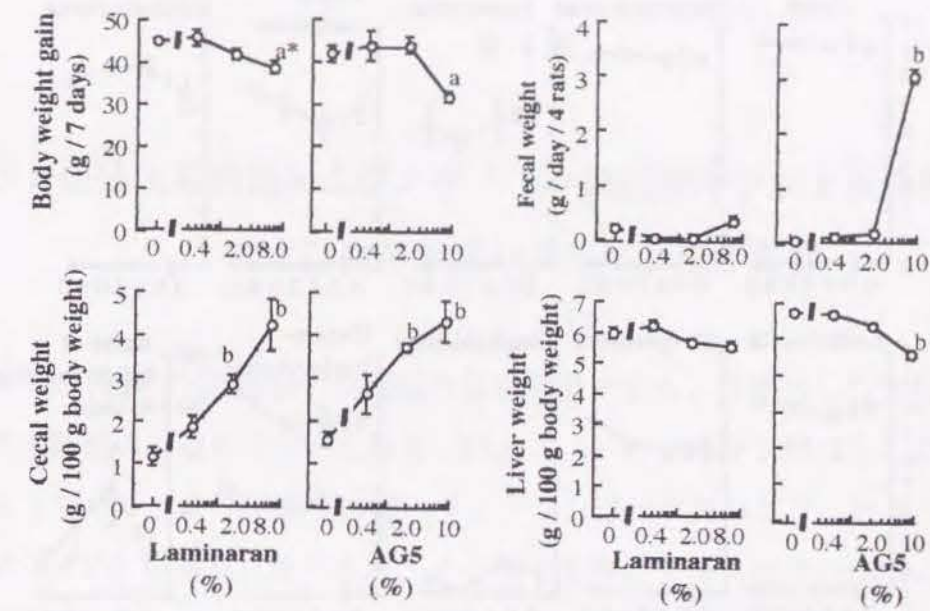 Body weight gain
(g / 7 days)
50
40
30
20
10
0
a*
0 0.4 2.0 8.0
a
0 0.4 2.0 10
Fecal weight
(g / day / 4 rats)
4
3
2
1
0
0 0.4 2.0 8.0
b
0 0.4 2.0 10
Cecal weight
(g / 100 g body weight)
5
4
3
2
1
0
b
b
0 0.4 2.0 8.0
Laminaran
(%)
b
b
0 0.4 2.0 10
AG5
(%)
Liver weight
(g / 100 g body weight)
7
6
5
4
3
2
1
0
0 0.4 2.0 8.0
Laminaran
(%)
b
0 0.4 2.0 10
AG5
(%)